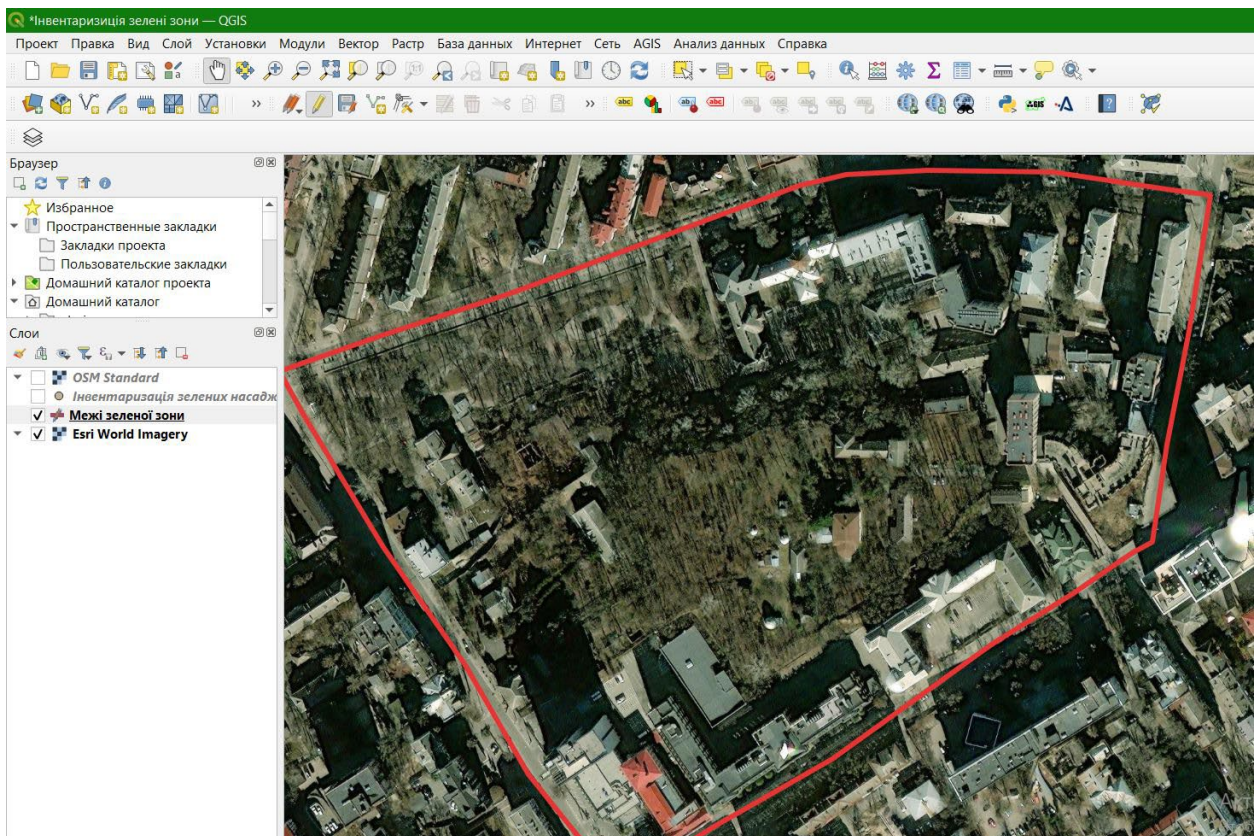 *Інвентаризиція зелені зони — QGIS
Проект Правка Вид Слой Установки Модули Вектор Растр База данных Интернет Сеть AGIS Анализ данных Справка
Браузер
Избранное
Пространственные закладки
Закладки проекта
Пользовательские закладки
Домашний каталог проекта
Домашний каталог
Слои
OSM Standard
Інвентаризація зелених насадж
Межі зеленої зони
Esri World Imagery